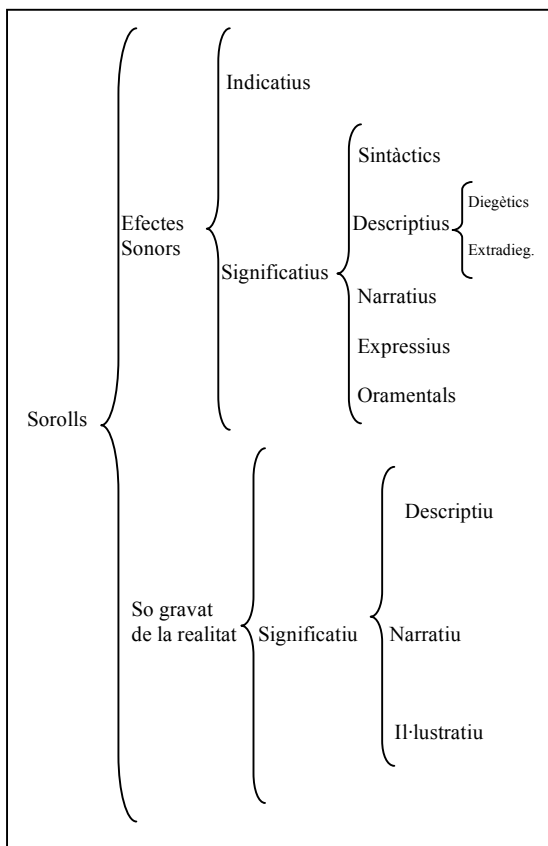 Indicatius
Sintàctics
Efectes
Sonors
Descriptius
Diegètics
Extradieg.
Significatius
Narratius
Expressius
Oramentals
Sorolls
Descriptiu
So gravat
de la realitat
Significatiu
Narratiu
Il·lustratiu